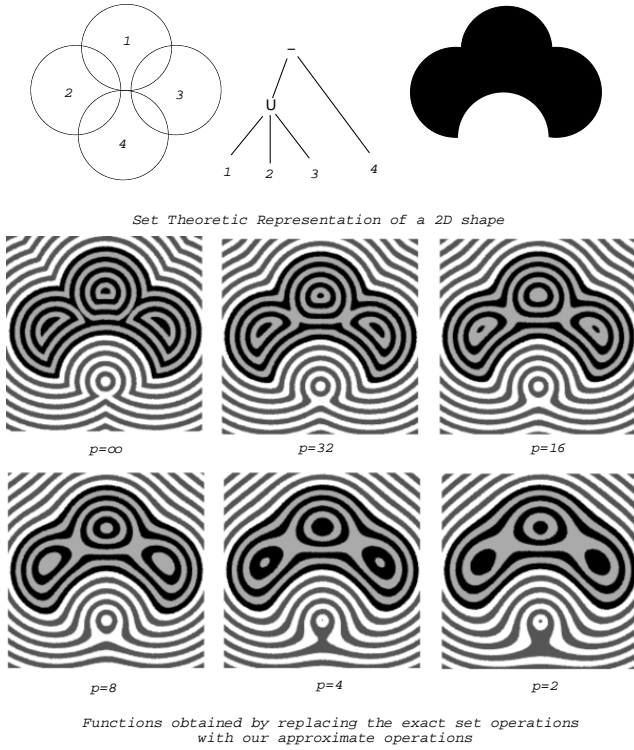 1
2
3
4
−
U
1
2
3
4
Set Theoretic Representation of a 2D shape
p=∞
p=32
p=16
p=8
p=4
p=2
Functions obtained by replacing the exact set operations
with our approximate operations